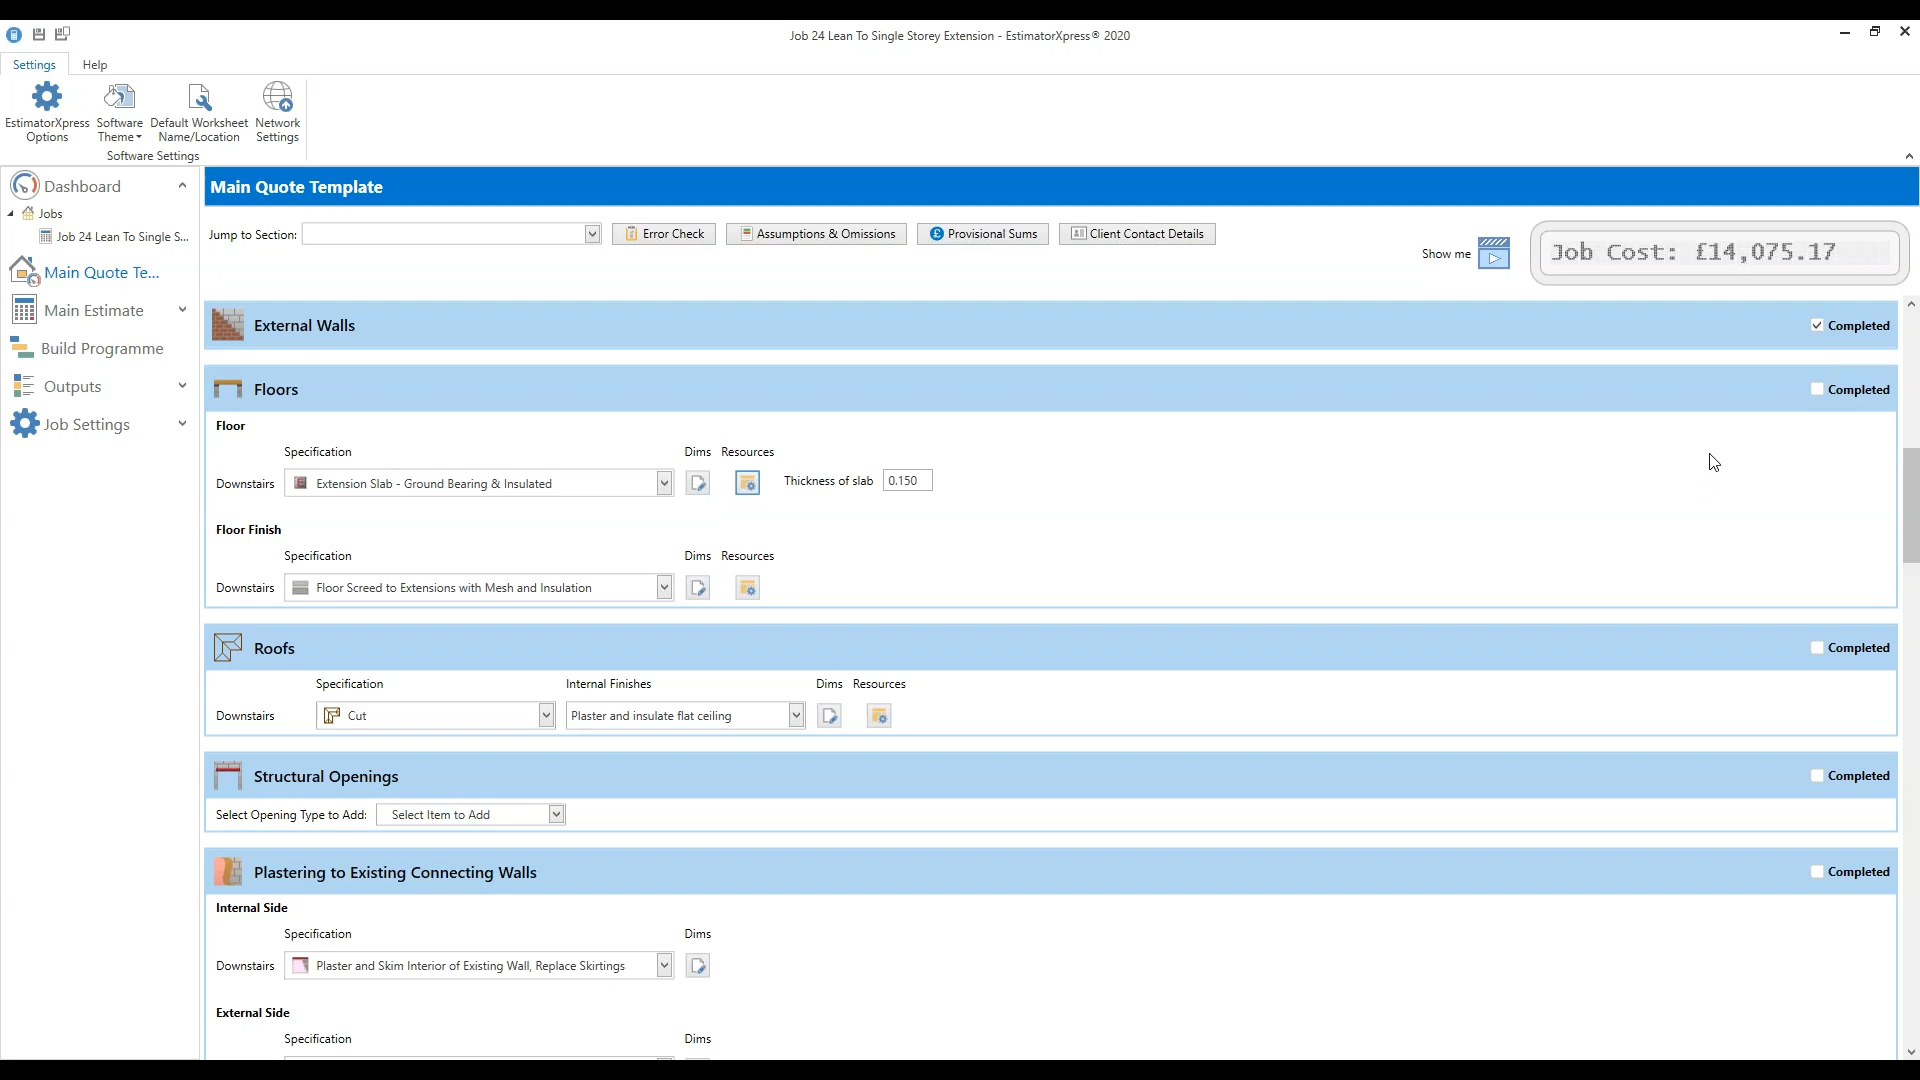 Job 24 Lean To Single Storey Extension - EstimatorXpress® 2020
Settings Help
EstimatorXpress Options
Software Theme
Default Worksheet Name/Location
Network Settings
Software Settings
Dashboard
Jobs
Job 24 Lean To Single S...
Main Quote Te...
Main Estimate
Build Programme
Outputs
Job Settings
Main Quote Template
Jump to Section: Error Check Assumptions & Omissions Provisional Sums Client Contact Details
Show me
Job Cost: £14,075.17
External Walls Completed
Floors Completed
Floor
Specification Dims Resources
Downstairs Extension Slab - Ground Bearing & Insulated Thickness of slab 0.150
Floor Finish
Specification Dims Resources
Downstairs Floor Screed to Extensions with Mesh and Insulation
Roofs Completed
Specification Internal Finishes Dims Resources
Downstairs Cut Plaster and insulate flat ceiling
Structural Openings Completed
Select Opening Type to Add: Select Item to Add
Plastering to Existing Connecting Walls Completed
Internal Side
Specification Dims
Downstairs Plaster and Skim Interior of Existing Wall, Replace Skirtings
External Side
Specification Dims